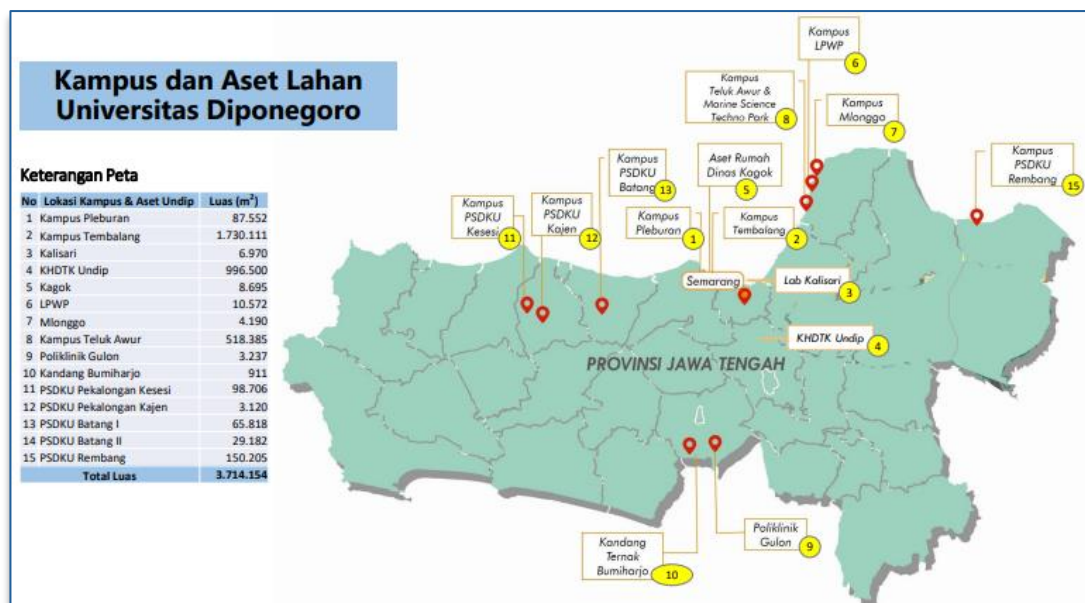 Kampus dan Aset Lahan
Universitas Diponegoro
Keterangan Peta
No Lokasi Kampus & Aset Undip Luas (m²)
1 Kampus Pleburan 87.552
2 Kampus Tembalang 1.730.111
3 Kalisari 6.970
4 KHDTK Undip 996.500
5 Kagok 8.695
6 LPWP 10.572
7 Mlonggo 4.190
8 Kampus Teluk Awur 518.385
9 Poliklinik Gulon 3.237
10 Kandang Bumiharjo 911
11 PSDKU Pekalongan Kesesi 98.706
12 PSDKU Pekalongan Kajen 3.120
13 PSDKU Batang I 65.818
14 PSDKU Batang II 29.182
15 PSDKU Rembang 150.205
Total Luas 3.714.154
Kampus
LPWP
6
Kampus
Teluk Awur &
Marine Science
Techno Park
8
Kampus
Mlonggo
7
Kampus
PSDKU
Rembang
15
Kampus
PSDKU
Batang
13
Aset Rumah
Dinas Kagok
5
Kampus
PSDKU
Kesesi
11
Kampus
PSDKU
Kajen
12
Kampus
Pleburan
1
Kampus
Tembalang
2
Semarang
Lab Kalisari
3
KHDTK Undip
4
PROVINSI JAWA TENGAH
Kandang
Ternak
Bumiharjo
10
Poliklinik
Gulon
9